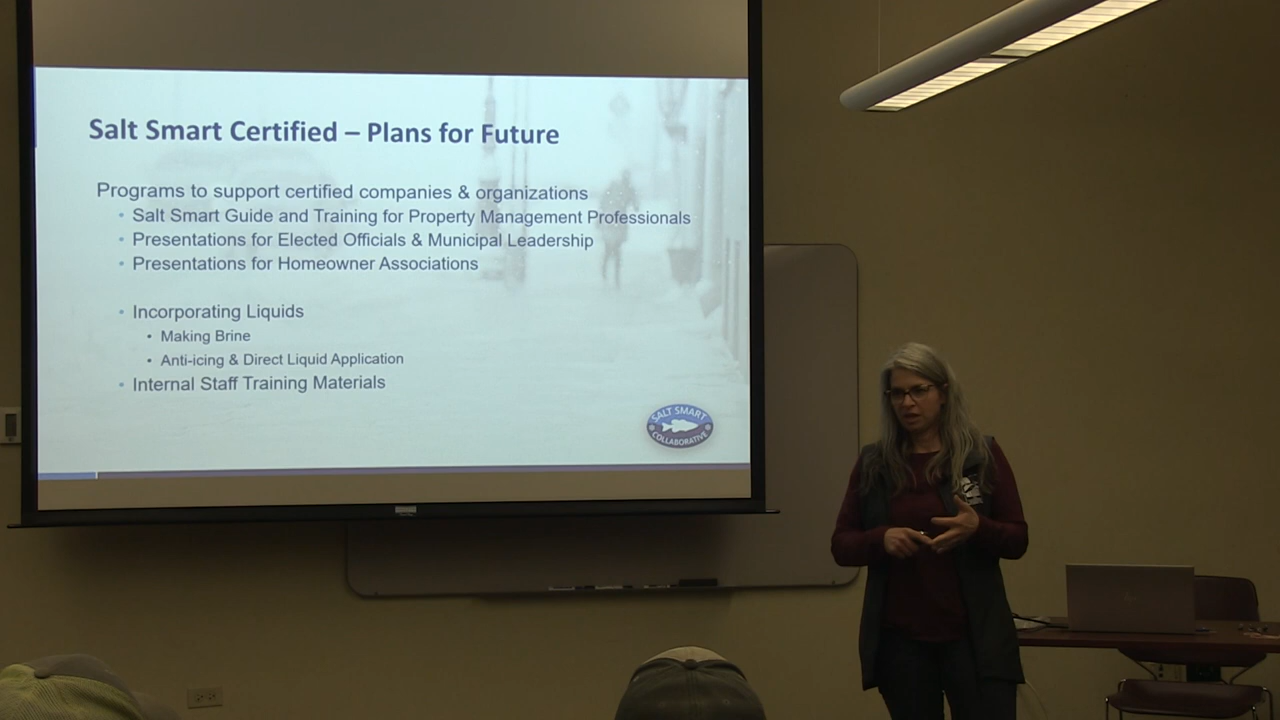 Salt Smart Certified – Plans for Future
Programs to support certified companies & organizations
• Salt Smart Guide and Training for Property Management Professionals
• Presentations for Elected Officials & Municipal Leadership
• Presentations for Homeowner Associations
• Incorporating Liquids
• Making Brine
• Anti-icing & Direct Liquid Application
• Internal Staff Training Materials
SALT SMART
COLLABORATIVE